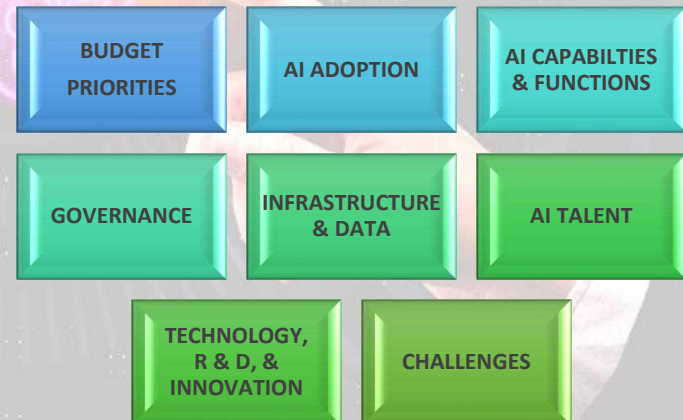 BUDGET
PRIORITIES
AI ADOPTION
AI CAPABILTIES
& FUNCTIONS
GOVERNANCE
INFRASTRUCTURE
& DATA
AI TALENT
TECHNOLOGY,
R & D, &
INNOVATION
CHALLENGES